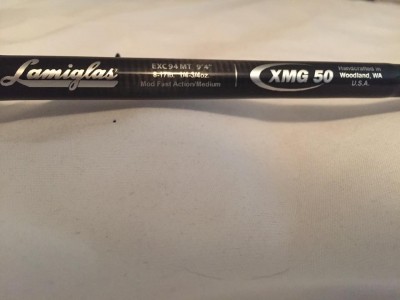 Lamiglas
EXC 94 MT 9'4"
8-17lb. 1/4-3/4oz
Mod Fast Action/Medium
XMG 50
Handcrafted in
Woodland, WA
U.S.A.